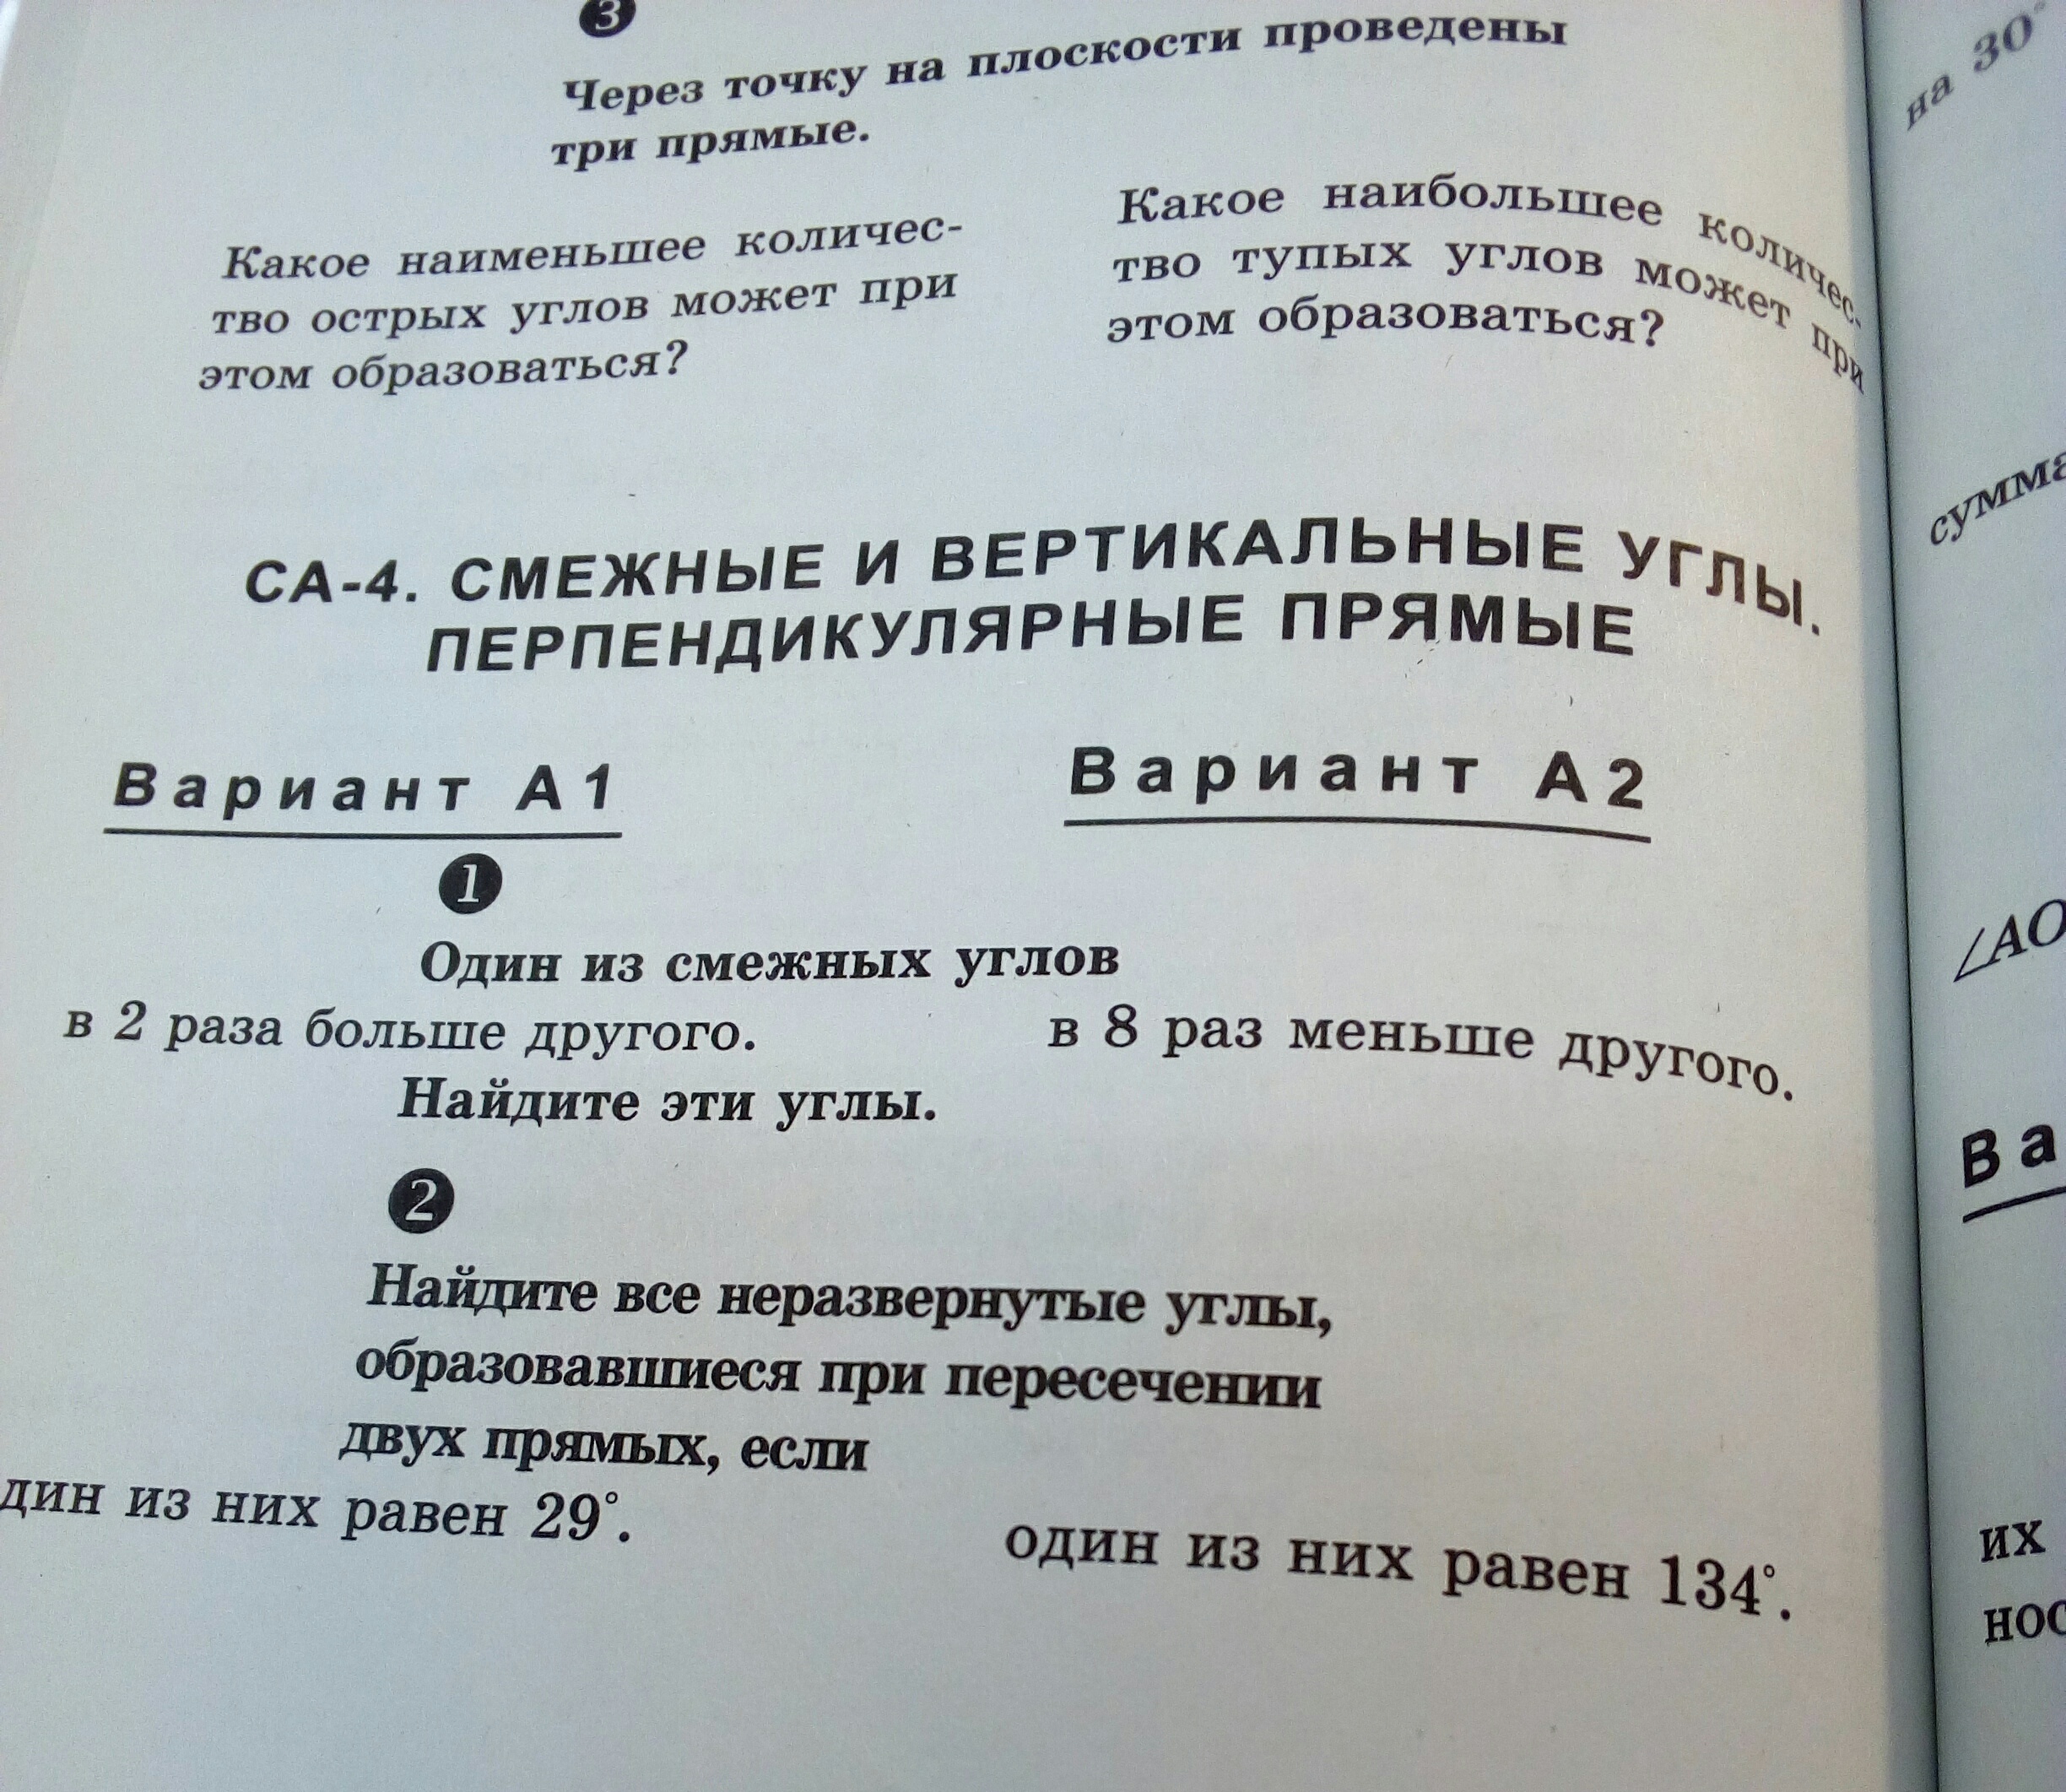 3
Через точку на плоскости проведены
три прямые.
Какое наименьшее количес-
тво острых углов может при
этом образоваться?
Какое наибольшее количес-
тво тупых углов может при
этом образоваться?
СА-4. СМЕЖНЫЕ И ВЕРТИКАЛЬНЫЕ УГЛЫ.
ПЕРПЕНДИКУЛЯРНЫЕ ПРЯМЫЕ
Вариант А1
Вариант А2
1
Один из смежных углов
в 2 раза больше другого.
в 8 раз меньше другого.
Найдите эти углы.
2
Найдите все неразвернутые углы,
образовавшиеся при пересечении
двух прямых, если
дин из них равен 29°.
один из них равен 134°.
на 30°
сумма
∠AO
Ва
их
нос